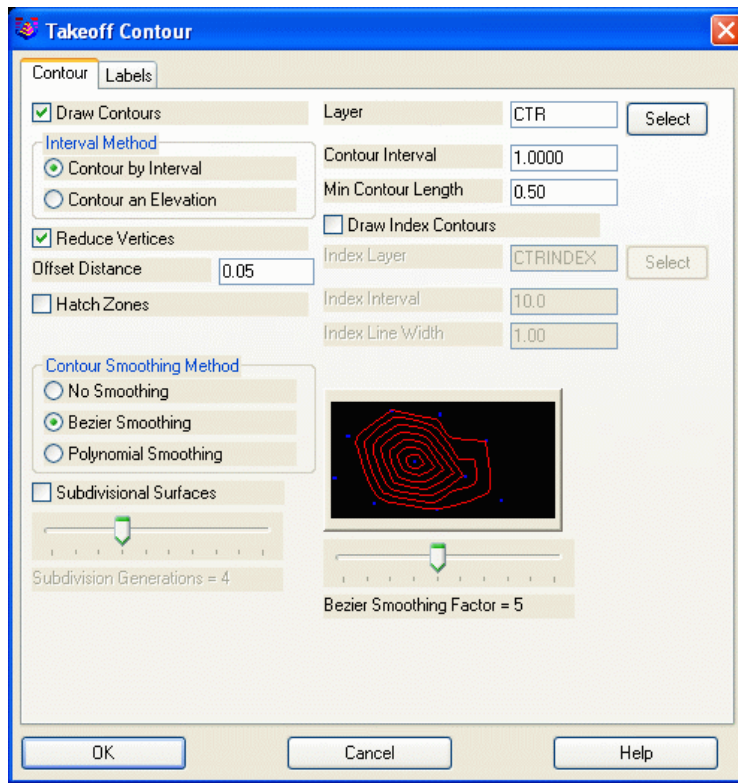 Takeoff Contour
Contour Labels
Draw Contours
Interval Method
Contour by Interval
Contour an Elevation
Reduce Vertices
Offset Distance 0.05
Hatch Zones
Contour Smoothing Method
No Smoothing
Bezier Smoothing
Polynomial Smoothing
Subdivisional Surfaces
Subdivision Generations = 4
Layer CTR Select
Contour Interval 1.0000
Min Contour Length 0.50
Draw Index Contours
Index Layer CTRINDEX Select
Index Interval 10.0
Index Line Width 1.00
Bezier Smoothing Factor = 5
OK Cancel Help